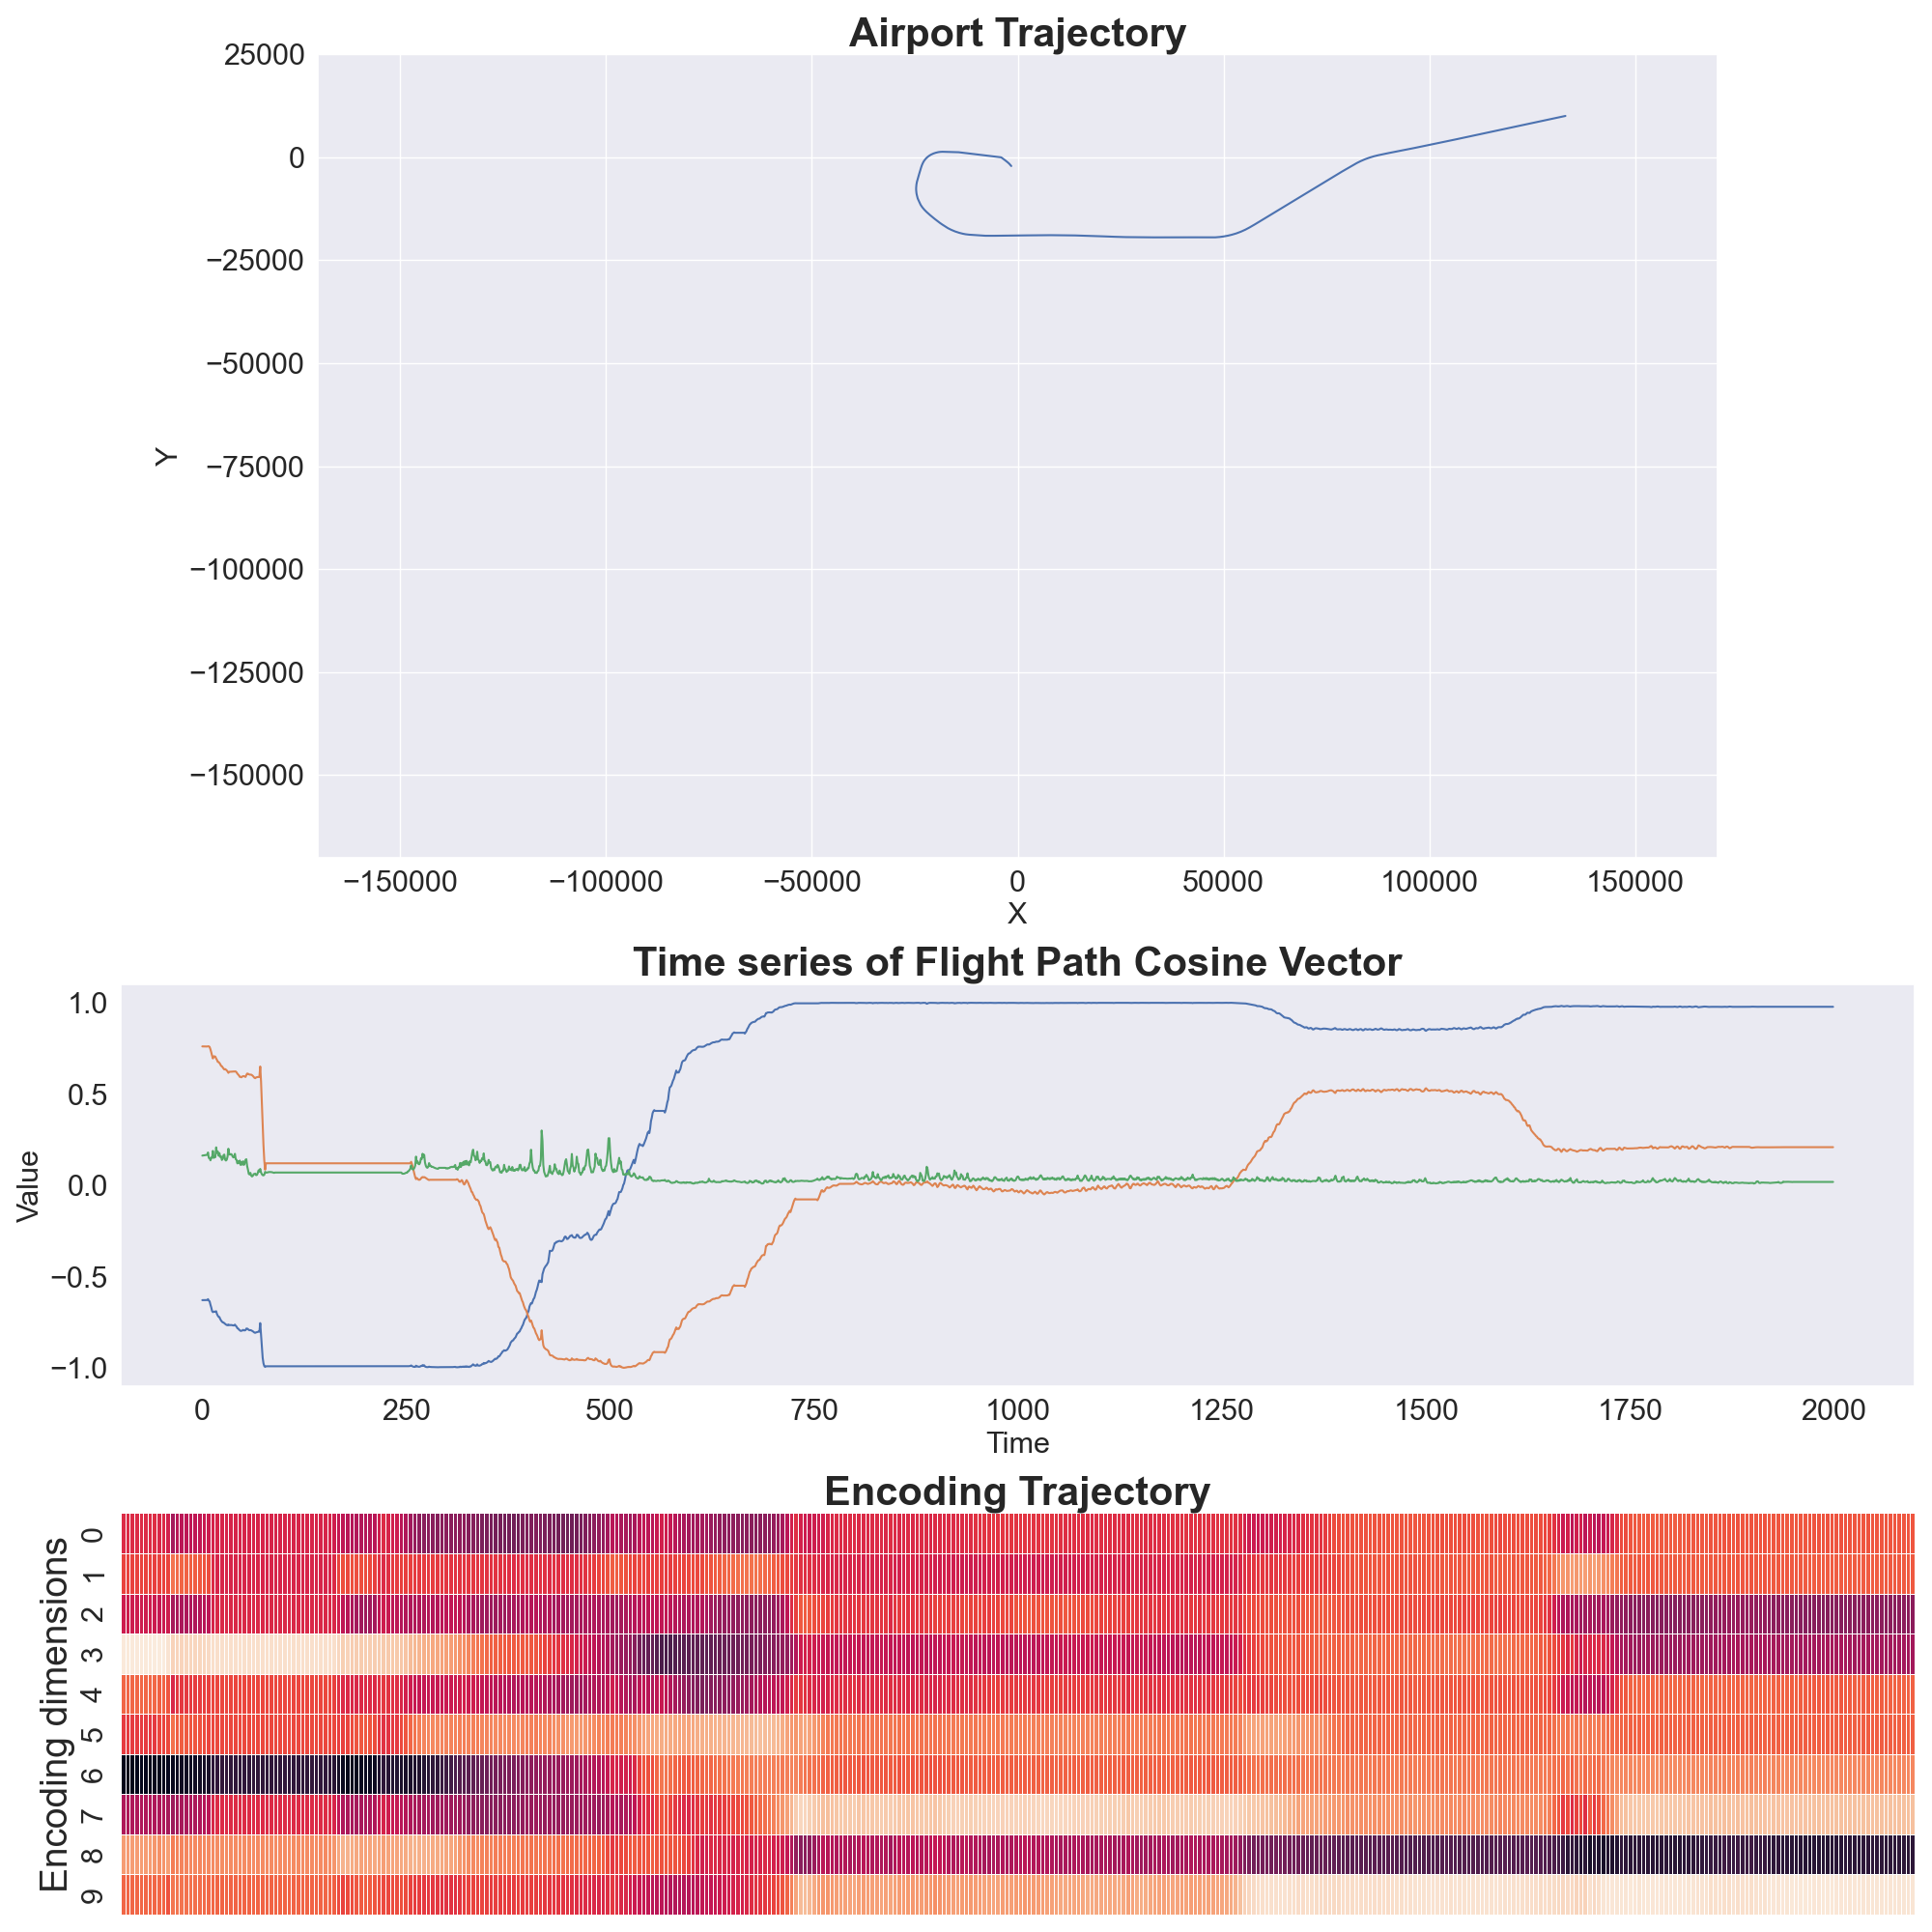 Airport Trajectory
25000
0
−25000
−50000
−75000
−100000
−125000
−150000
Y
−150000 −100000 −50000 0 50000 100000 150000
X
Time series of Flight Path Cosine Vector
1.0
0.5
0.0
−0.5
−1.0
Value
0 250 500 750 1000 1250 1500 1750 2000
Time
Encoding Trajectory
Encoding dimensions
0
1
2
3
4
5
6
7
8
9